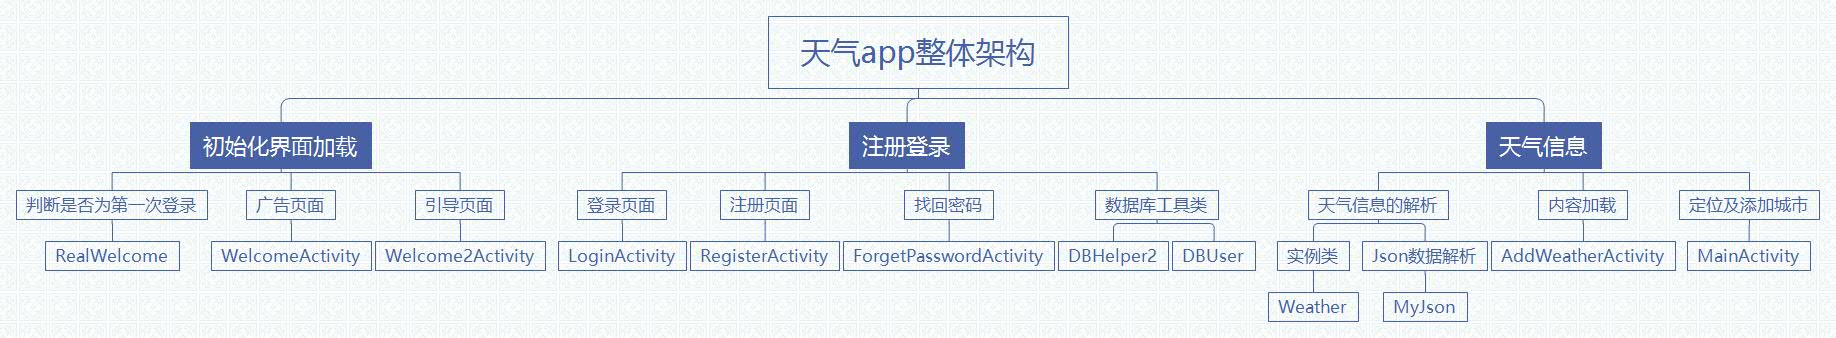 天气app整体架构
初始化界面加载
注册登录
天气信息
判断是否为第一次登录
广告页面
引导页面
登录页面
注册页面
找回密码
数据库工具类
天气信息的解析
内容加载
定位及添加城市
RealWelcome
WelcomeActivity
Welcome2Activity
LoginActivity
RegisterActivity
ForgetPasswordActivity
DBHelper2
DBUser
实例类
Json数据解析
AddWeatherActivity
MainActivity
Weather
MyJson